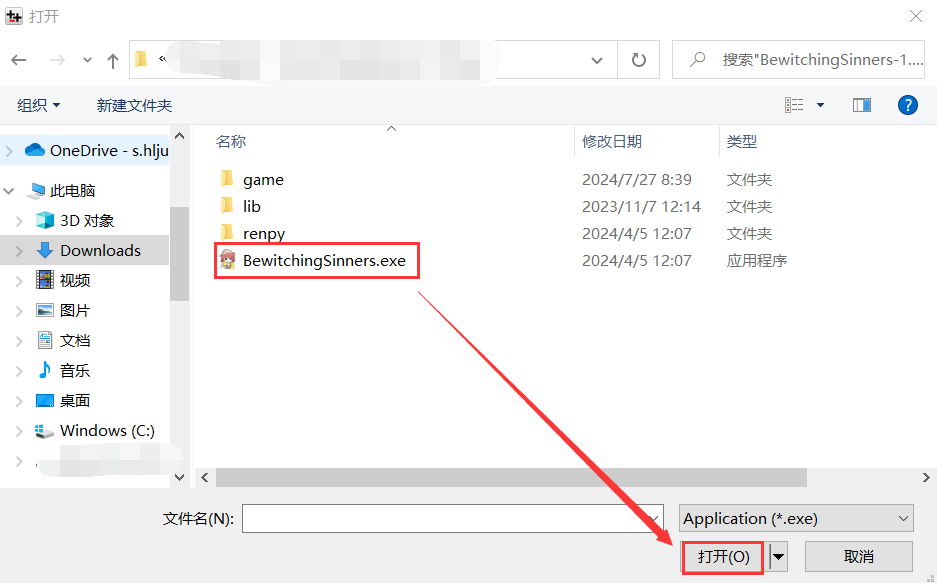 打开
«
搜索"BewitchingSinners-1....
组织
新建文件夹
?
名称
修改日期
类型
OneDrive - s.hlju
此电脑
3D 对象
Downloads
视频
图片
文档
音乐
桌面
Windows (C:)
game 2024/7/27 8:39 文件夹
lib 2023/11/7 12:14 文件夹
renpy 2024/4/5 12:07 文件夹
BewitchingSinners.exe 2024/4/5 12:07 应用程序
文件名(N):
Application (*.exe)
打开(O)
取消